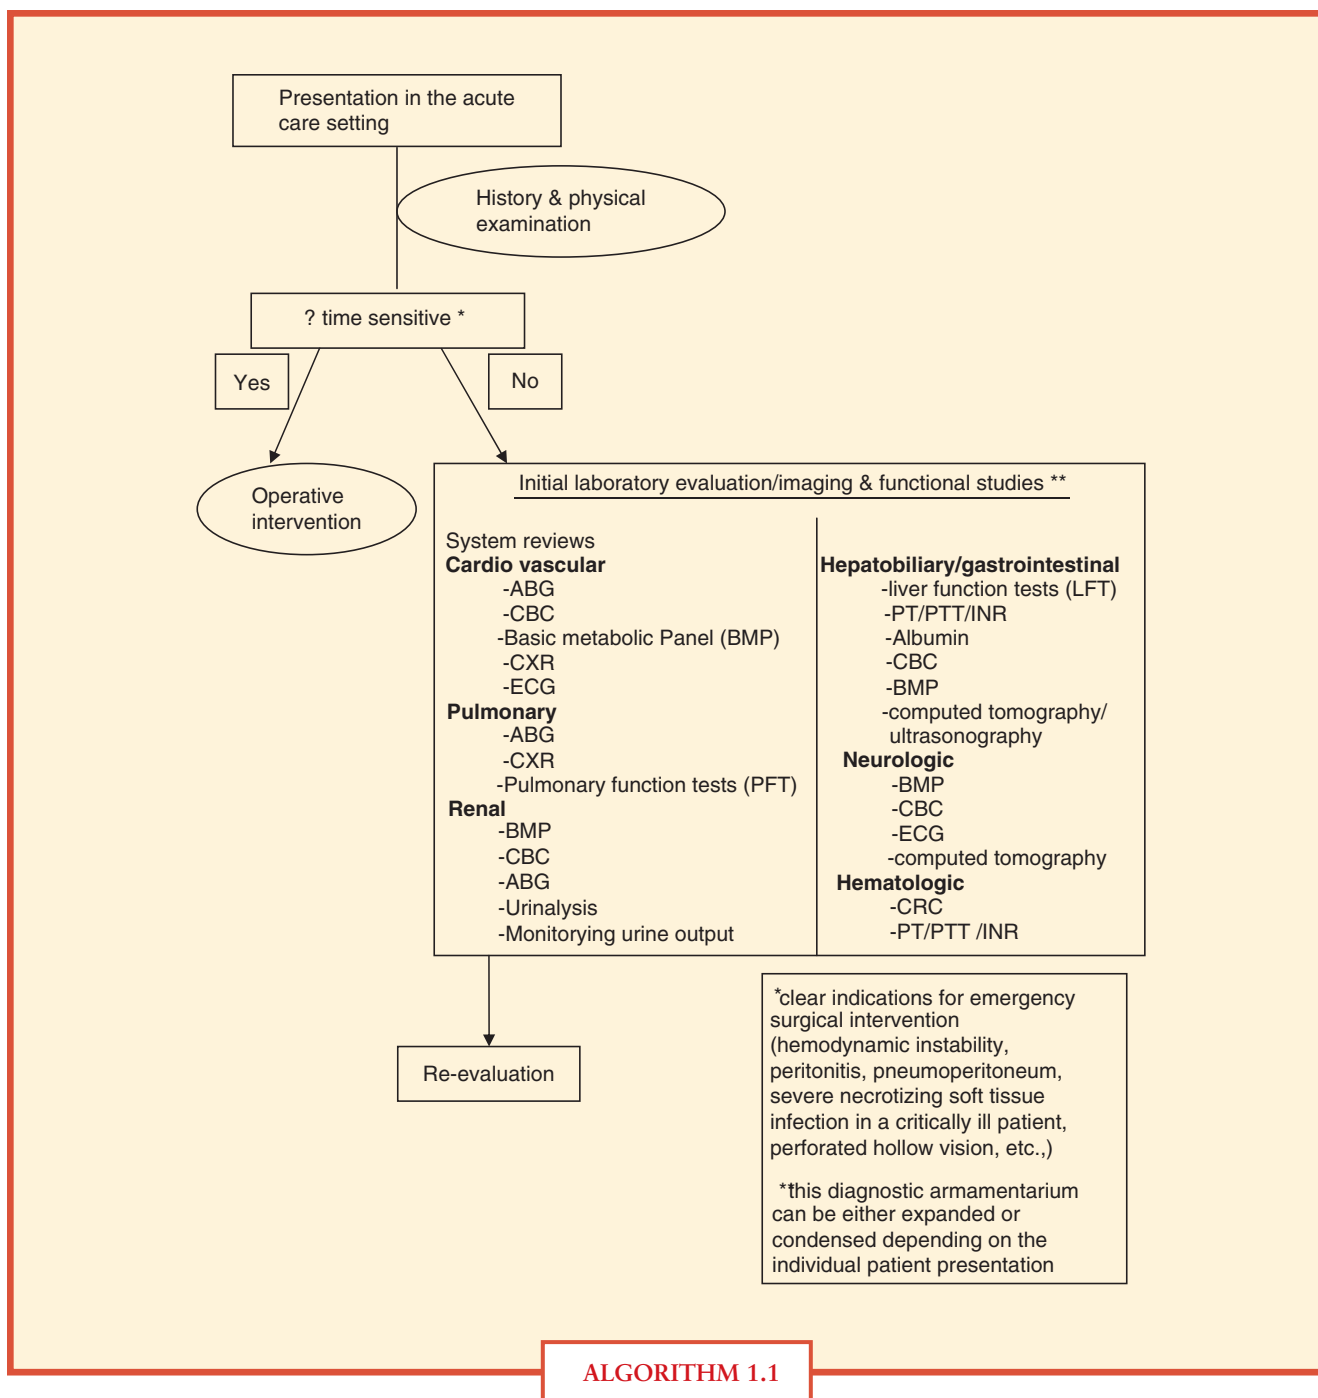 Presentation in the acute
care setting
History & physical
examination
? time sensitive *
Yes
No
Operative
intervention
Initial laboratory evaluation/imaging & functional studies **
System reviews
Cardio vascular
-ABG
-CBC
-Basic metabolic Panel (BMP)
-CXR
-ECG
Pulmonary
-ABG
-CXR
-Pulmonary function tests (PFT)
Renal
-BMP
-CBC
-ABG
-Urinalysis
-Monitorying urine output
Hepatobiliary/gastrointestinal
-liver function tests (LFT)
-PT/PTT/INR
-Albumin
-CBC
-BMP
-computed tomography/
ultrasonography
Neurologic
-BMP
-CBC
-ECG
-computed tomography
Hematologic
-CRC
-PT/PTT /INR
Re-evaluation
*clear indications for emergency
surgical intervention
(hemodynamic instability,
peritonitis, pneumoperitoneum,
severe necrotizing soft tissue
infection in a critically ill patient,
perforated hollow vision, etc.,)
**this diagnostic armamentarium
can be either expanded or
condensed depending on the
individual patient presentation
ALGORITHM 1.1